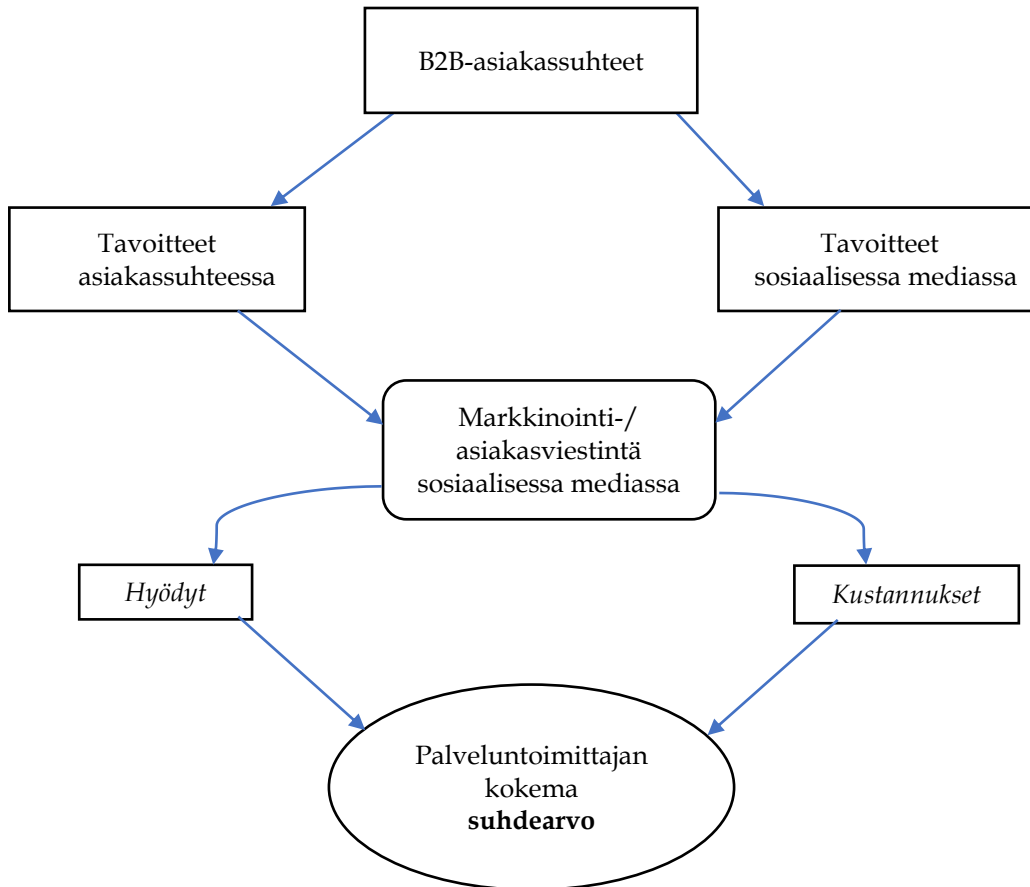 B2B-asiakassuhteet
Tavoitteet
asiakassuhteessa
Tavoitteet
sosiaalisessa mediassa
Markkinointi-/
asiakasviestintä
sosiaalisessa mediassa
Hyödyt
Kustannukset
Palveluntoimittajan
kokema
suhdearvo